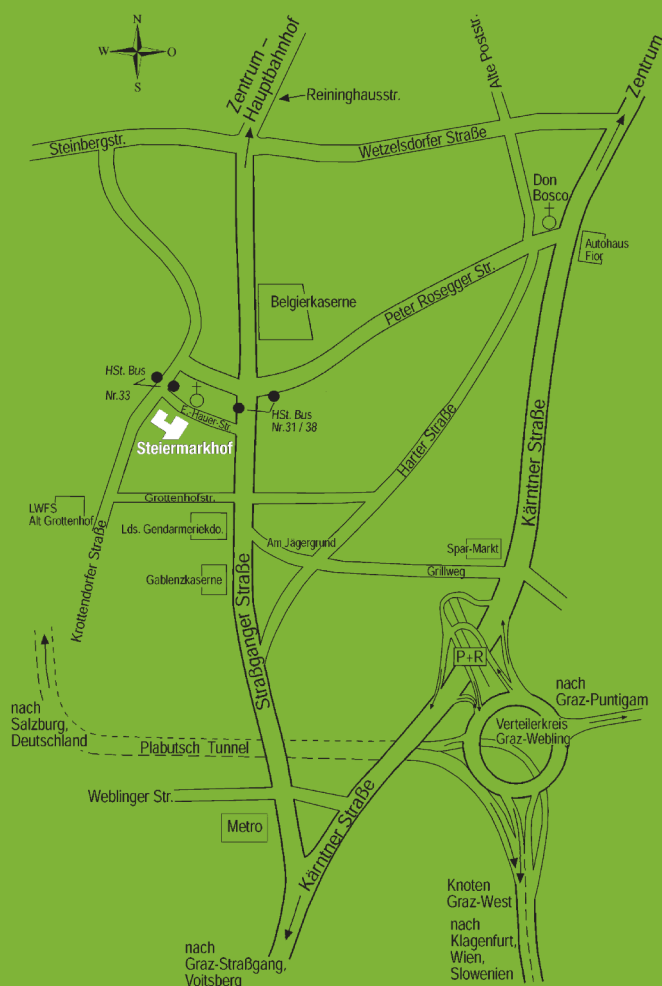 N
W
O
S
Zentrum –
Hauptbahnhof
Reininghausstr.
Alte Poststr.
Zentrum
Steinbergstr.
Wetzelsdorfer Straße
Don
Bosco
Autohaus
Fior
Belgierkaserne
Peter Rosegger Str.
HSt. Bus
Nr.33
E.-Hauer-Str.
HSt. Bus
Nr.31 / 38
Steiermarkhof
Harter Straße
Kärntner Straße
LWFS
Alt Grottenhof
Grottenhofstr.
Lds. Gendarmeriekdo.
Am Jägergrund
Spar-Markt
Grillweg
Gablenzkaserne
Krottendorfer Straße
Straßganger Straße
P+R
nach
Graz-Puntigam
nach
Salzburg,
Deutschland
Verteilerkreis
Graz-Webling
Plabutsch Tunnel
Weblinger Str.
Metro
Kärntner Straße
Knoten
Graz-West
nach
Klagenfurt,
Wien,
Slowenien
nach
Graz-Straßgang,
Voitsberg